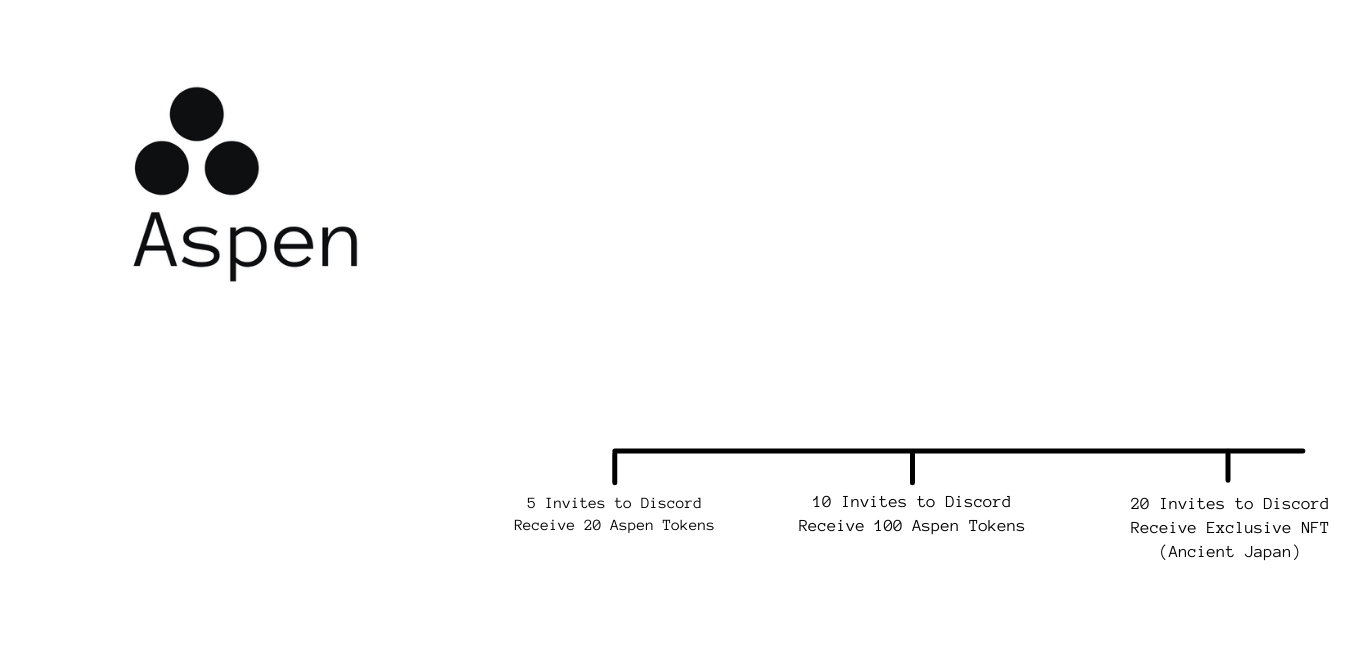 Aspen
5 Invites to Discord
Receive 20 Aspen Tokens
10 Invites to Discord
Receive 100 Aspen Tokens
20 Invites to Discord
Receive Exclusive NFT
(Ancient Japan)